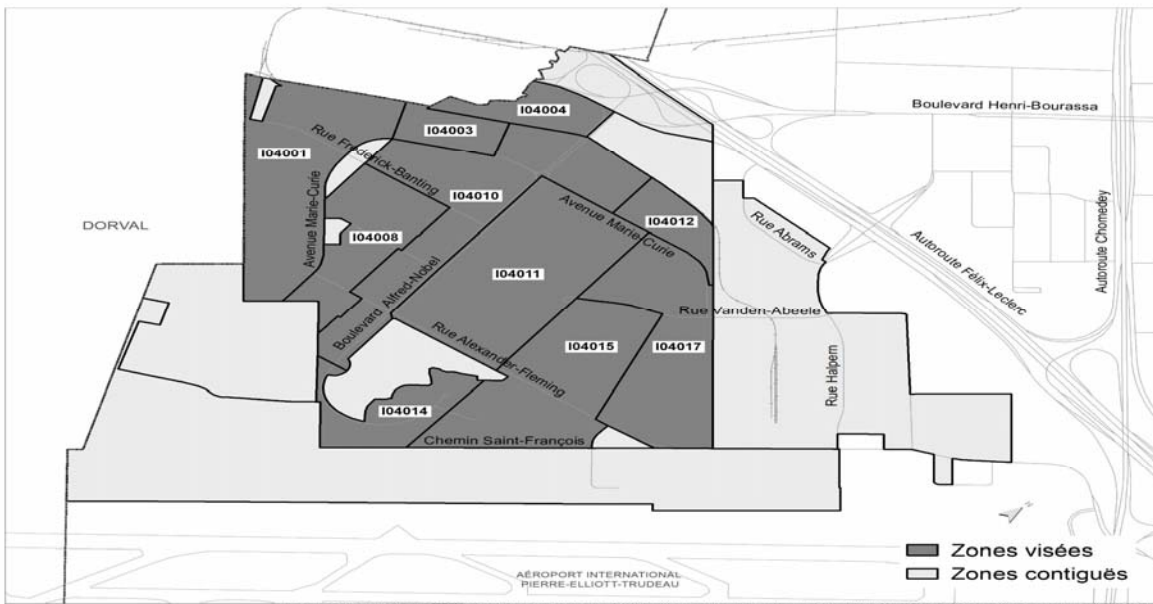 Boulevard Henri-Bourassa
I04004
I04003
Rue Frederick-Banting
I04001
I04010
Avenue Marie-Curie
I04012
Rue Abrams
DORVAL
Avenue Marie-Curie
I04008
Autoroute Félix-Leclerc
Autoroute Chomedey
I04011
Boulevard Alfred-Nobel
Rue Vanden-Abeele
Rue Alexander-Fleming
I04015
I04017
Rue Halpern
I04014
Chemin Saint-François
N
Zones visées
Zones contiguës
AÉROPORT INTERNATIONAL
PIERRE-ELLIOTT-TRUDEAU